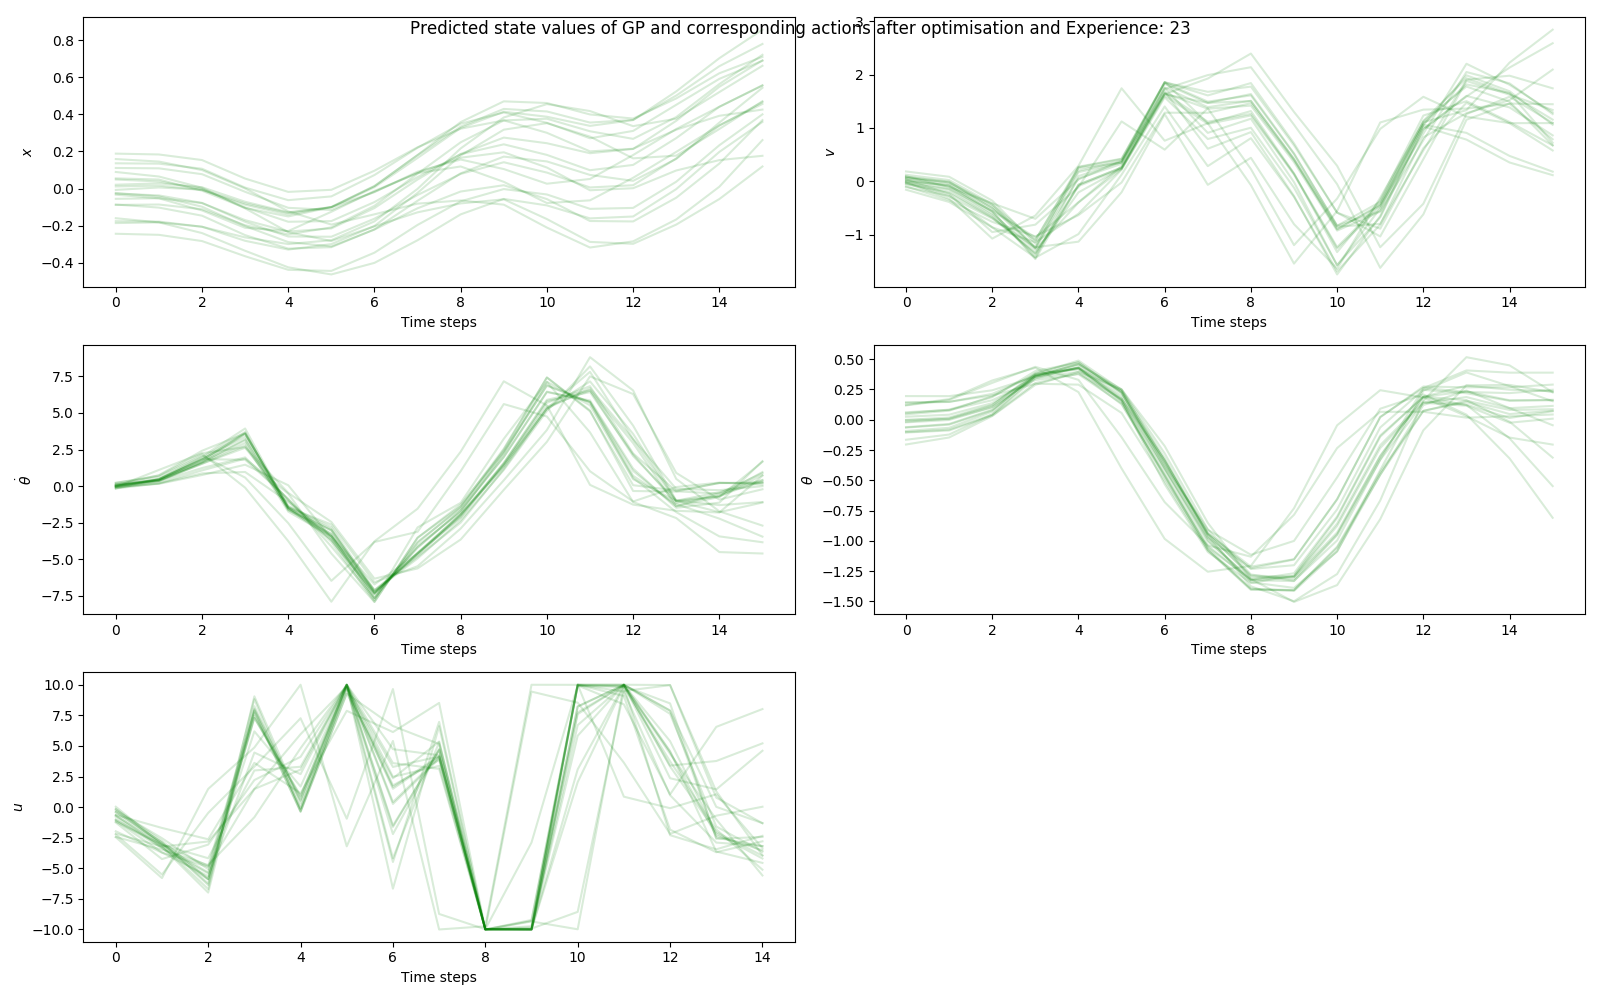 Predicted state values of GP and corresponding actions after optimisation and Experience: 23
0.8
0.6
0.4
0.2
0.0
−0.2
−0.4
x
0 2 4 6 8 10 12 14
Time steps
3
2
1
0
−1
v
0 2 4 6 8 10 12 14
Time steps
7.5
5.0
2.5
0.0
−2.5
−5.0
−7.5
θ̇
0 2 4 6 8 10 12 14
Time steps
0.50
0.25
0.00
−0.25
−0.50
−0.75
−1.00
−1.25
−1.50
θ
0 2 4 6 8 10 12 14
Time steps
10.0
7.5
5.0
2.5
0.0
−2.5
−5.0
−7.5
−10.0
u
0 2 4 6 8 10 12 14
Time steps